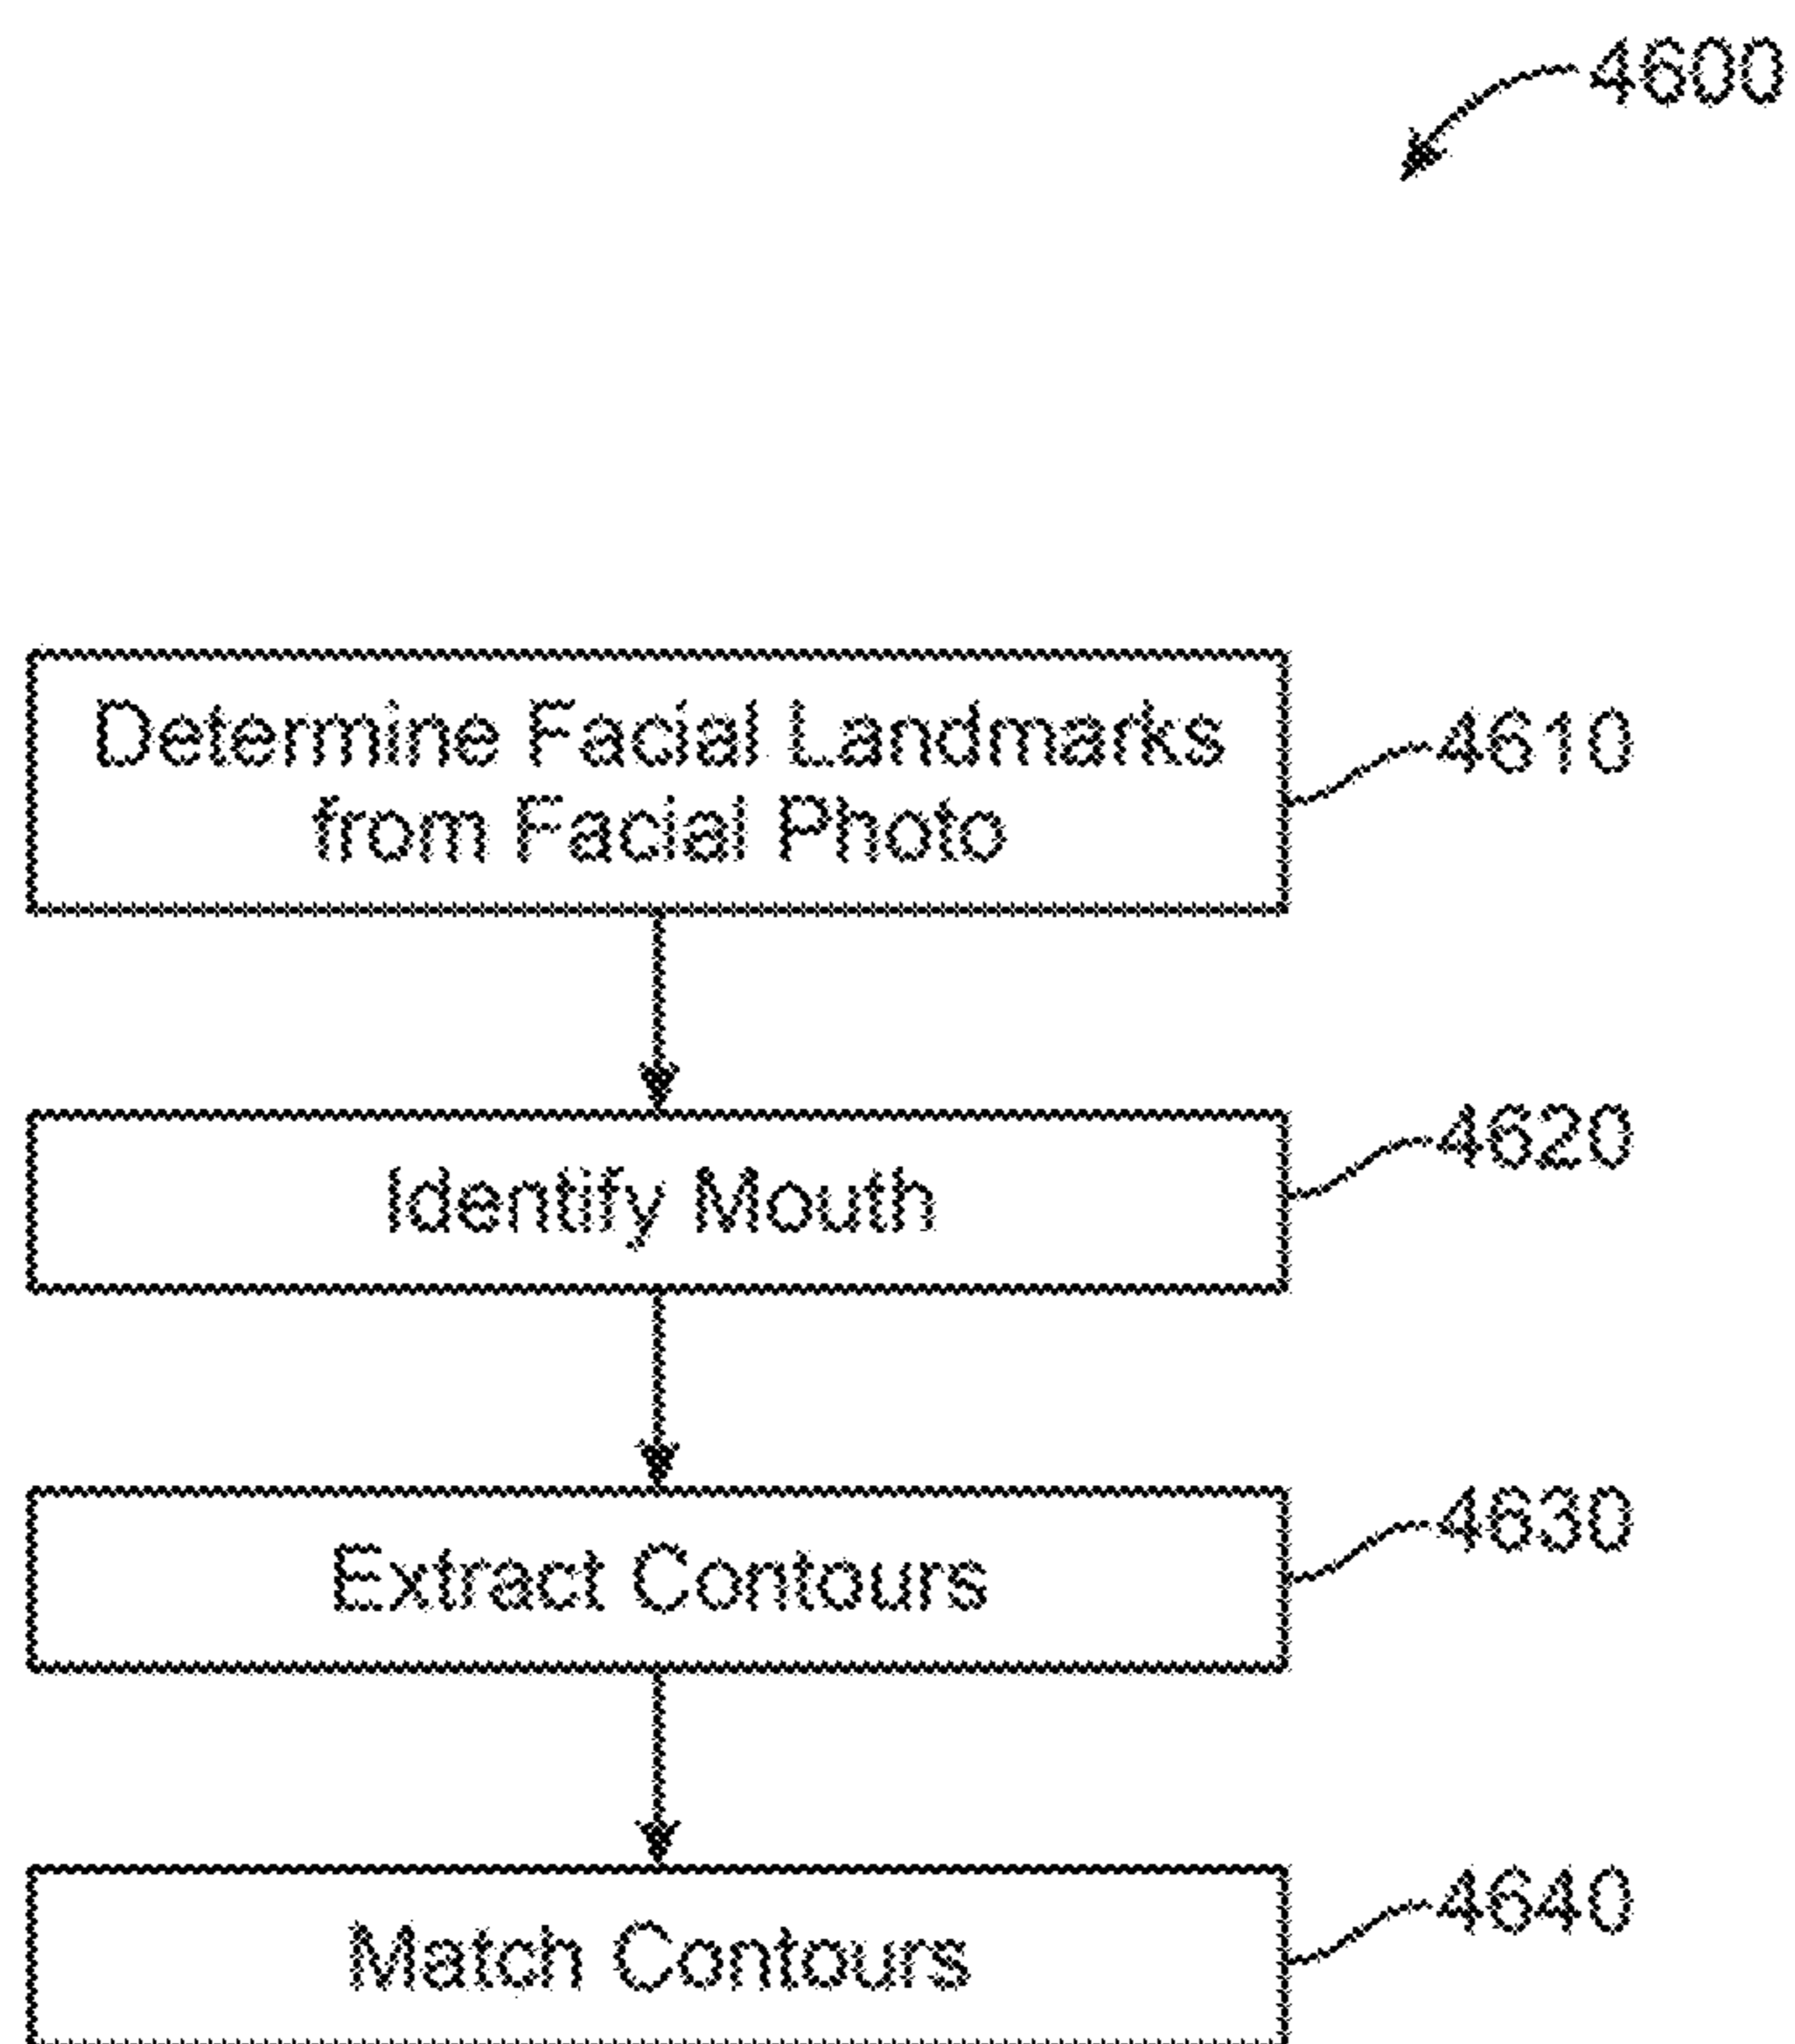 4600
Determine Facial Landmarks
from Facial Photo
4610
Identify Mouth
4620
Extract Contours
4630
Match Contours
4640